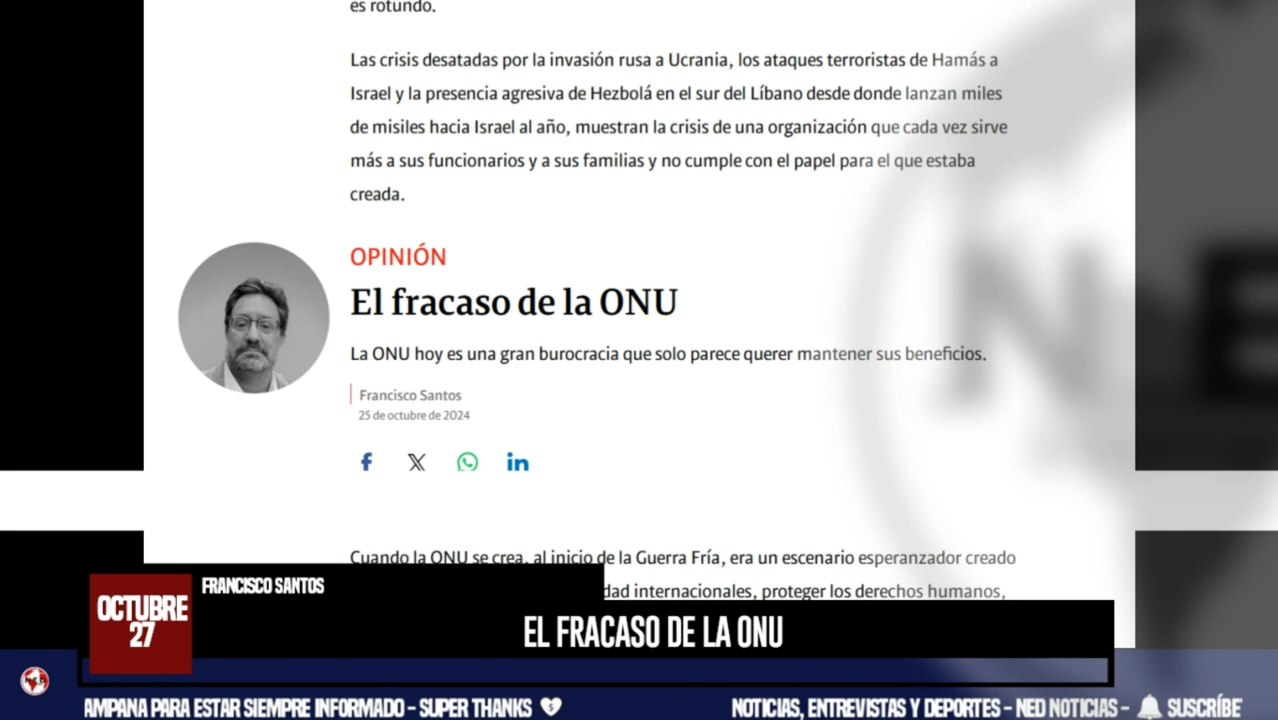 es rotundo.
Las crisis desatadas por la invasión rusa a Ucrania, los ataques terroristas de Hamás a
Israel y la presencia agresiva de Hezbolá en el sur del Líbano desde donde lanzan miles
de misiles hacia Israel al año, muestran la crisis de una organización que cada vez sirve
más a sus funcionarios y a sus familias y no cumple con el papel para el que estaba
creada.
OPINIÓN
El fracaso de la ONU
La ONU hoy es una gran burocracia que solo parece querer mantener sus beneficios.
Francisco Santos
25 de octubre de 2024
Cuando la ONU se crea, al inicio de la Guerra Fría, era un escenario esperanzador creado
dad internacionales, proteger los derechos humanos,
FRANCISCO SANTOS
OCTUBRE
27
EL FRACASO DE LA ONU
AMPANA PARA ESTAR SIEMPRE INFORMADO - SUPER THANKS
NOTICIAS, ENTREVISTAS Y DEPORTES - NED NOTICIAS -
SUSCRÍBE